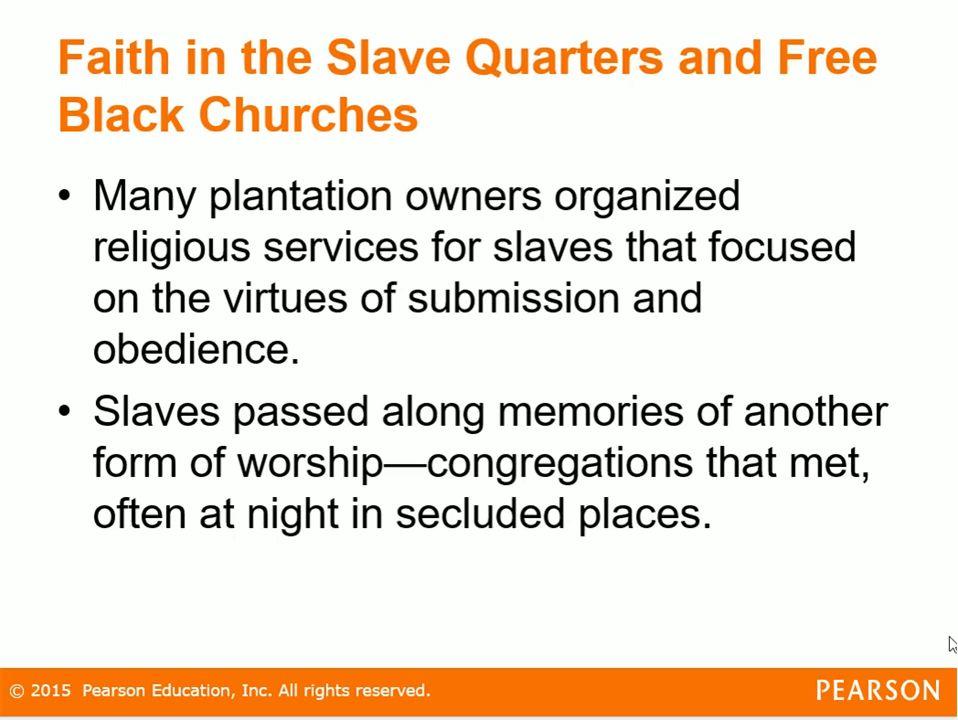 Faith in the Slave Quarters and Free
Black Churches
• Many plantation owners organized
religious services for slaves that focused
on the virtues of submission and
obedience.
• Slaves passed along memories of another
form of worship—congregations that met,
often at night in secluded places.
© 2015 Pearson Education, Inc. All rights reserved.
PEARSON